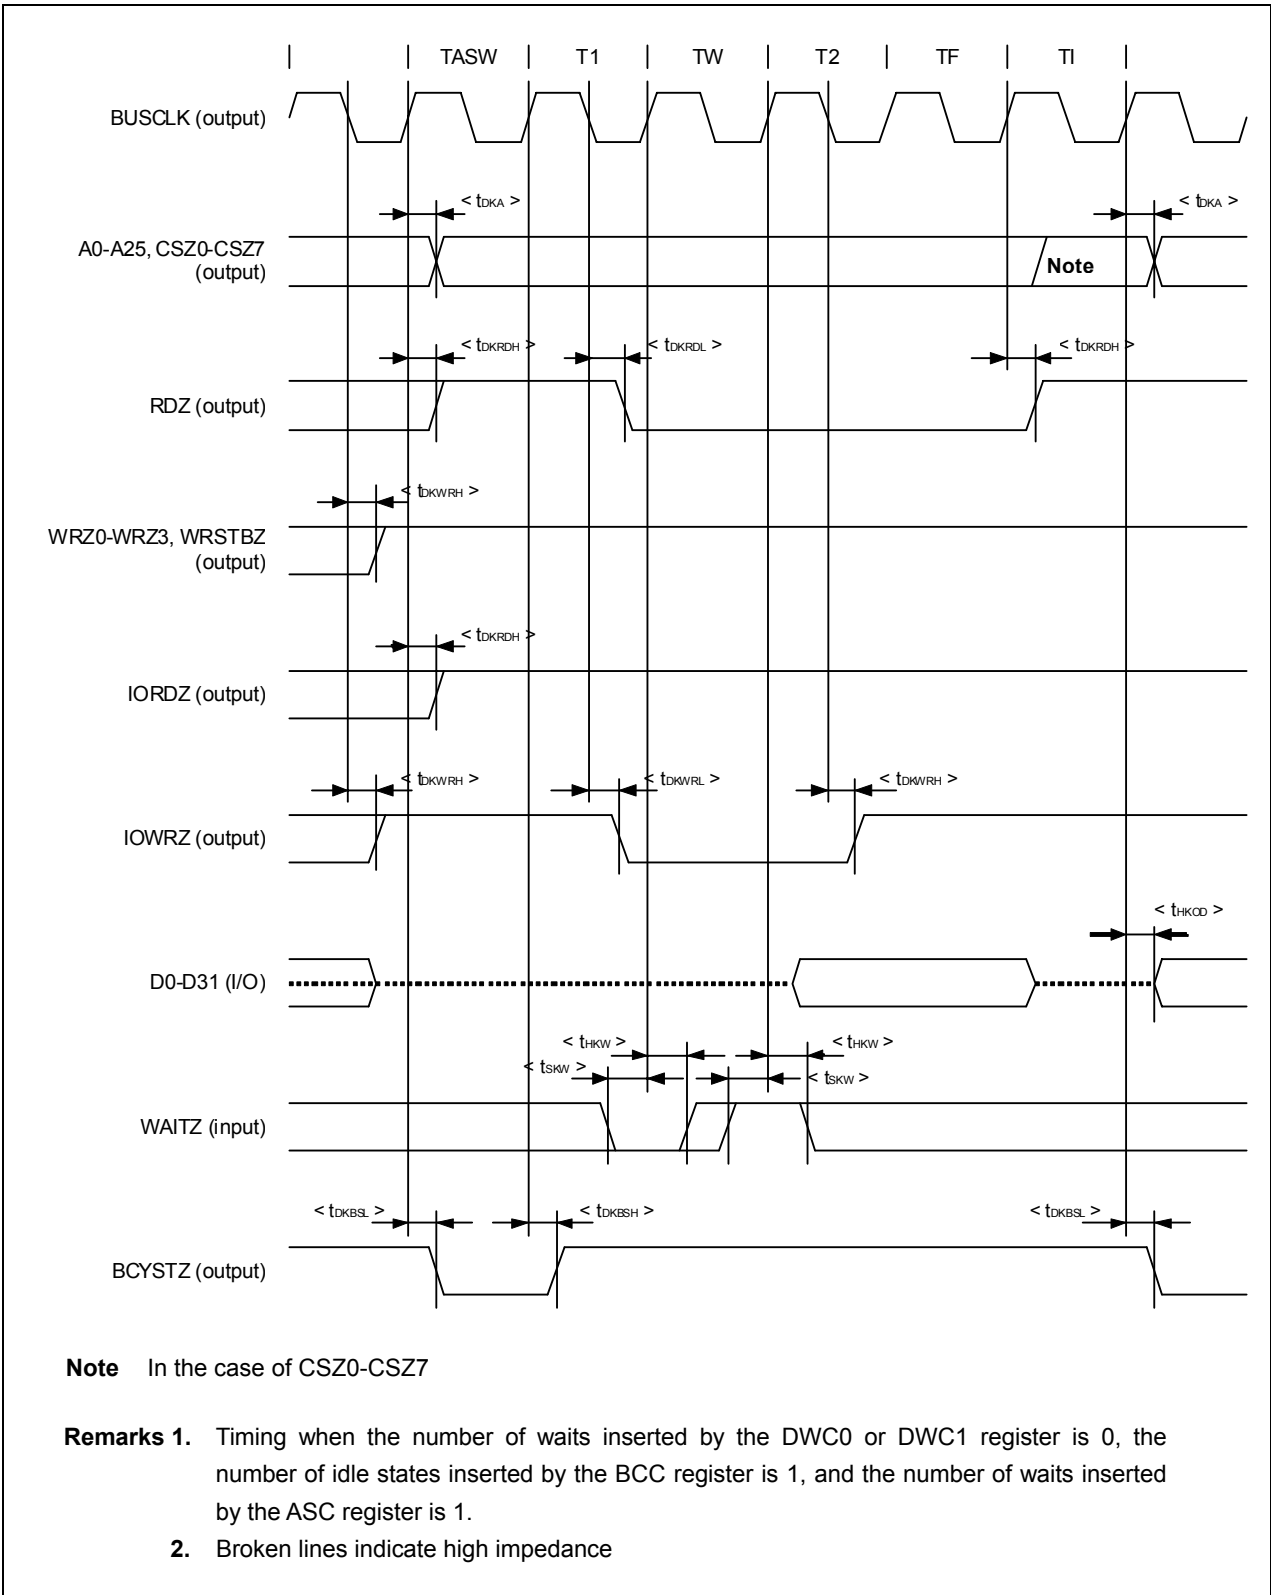 TASW T1 TW T2 TF TI
BUSCLK (output)
< tDKA > < tDKA >
A0-A25, CSZ0-CSZ7
(output)
Note
< tDKRDH > < tDKRDL > < tDKRDH >
RDZ (output)
< tDKWRH >
WRZ0-WRZ3, WRSTBZ
(output)
< tDKRDH >
IORDZ (output)
< tDKWRH > < tDKWRL > < tDKWRH >
IOWRZ (output)
< tHKOD >
D0-D31 (I/O)
< tHKW > < tHKW >
< tSKW > < tSKW >
WAITZ (input)
< tDKBSL > < tDKBSH > < tDKBSL >
BCYSTZ (output)
Note In the case of CSZ0-CSZ7
Remarks 1. Timing when the number of waits inserted by the DWC0 or DWC1 register is 0, the
number of idle states inserted by the BCC register is 1, and the number of waits inserted
by the ASC register is 1.
2. Broken lines indicate high impedance